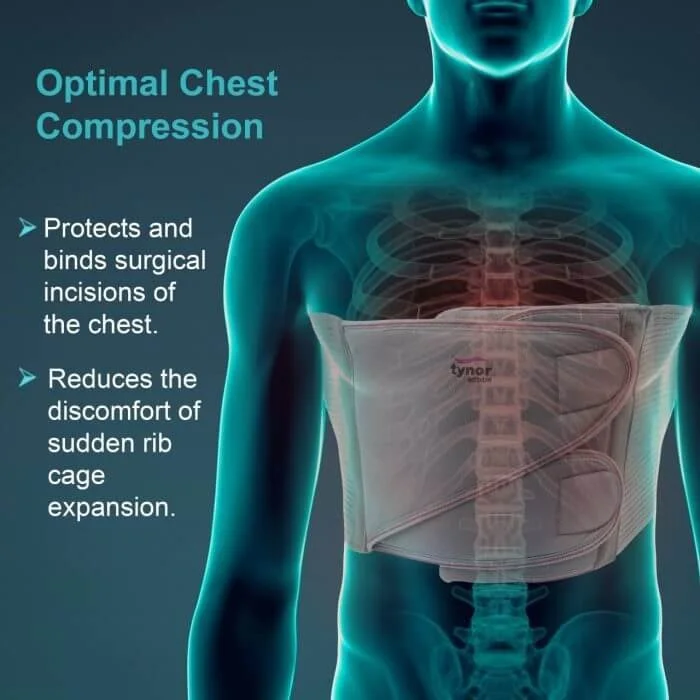 Optimal Chest
Compression
➤ Protects and
binds surgical
incisions of
the chest.
➤ Reduces the
discomfort of
sudden rib
cage
expansion.
tynor